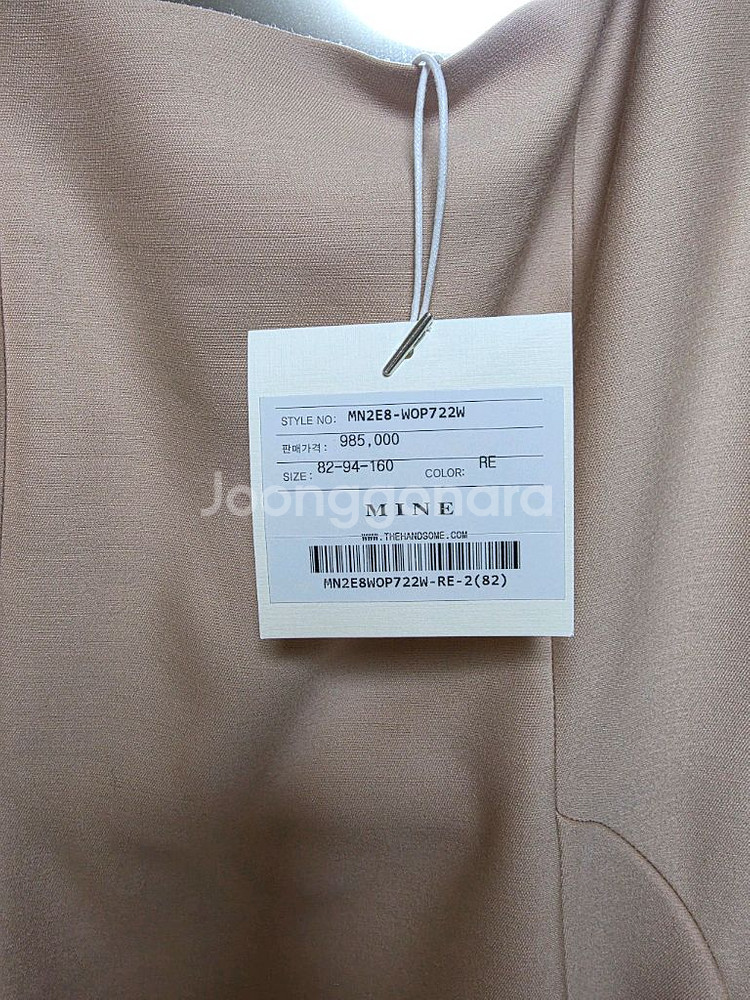 STYLE NO: MN2E8-WOP722W
판매가격: 985,000
SIZE: 82-94-160 COLOR: RE
Joonggonara
MINE
WWW.THEHANDSOME.COM
MN2E8WOP722W-RE-2(82)